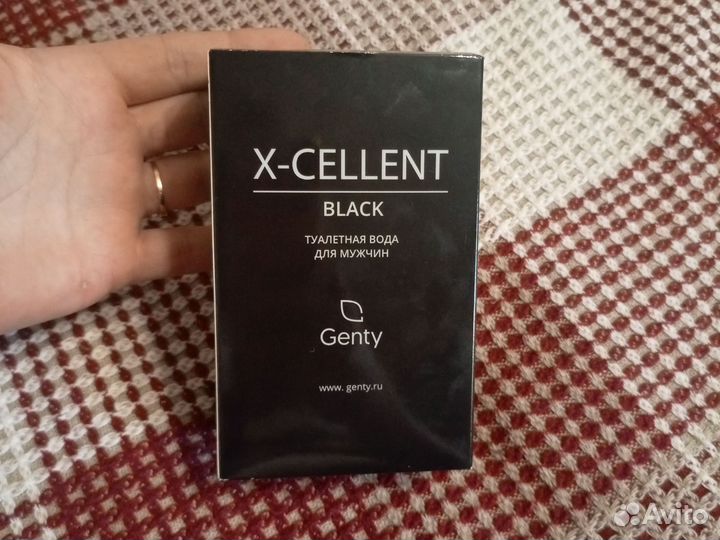 X-CELLENT
BLACK
ТУАЛЕТНАЯ ВОДА
ДЛЯ МУЖЧИН
Genty
www. genty.ru
Avito